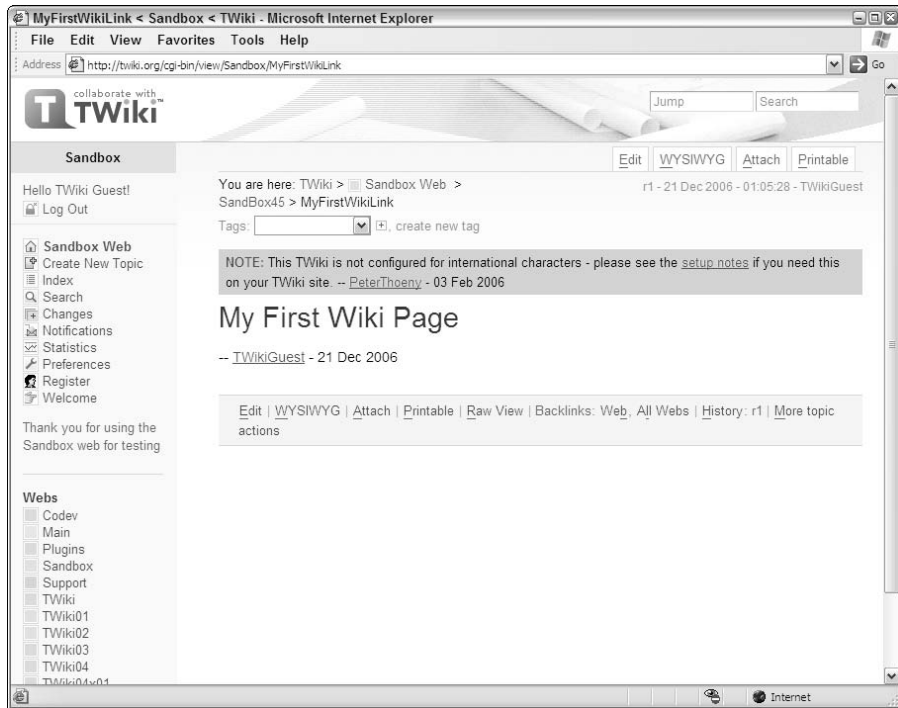 MyFirstWikiLink < Sandbox < TWiki - Microsoft Internet Explorer
File Edit View Favorites Tools Help
Address http://twiki.org/cgi-bin/view/Sandbox/MyFirstWikiLink Go
collaborate with
TWiki™
Jump Search
Sandbox
Edit WYSIWYG Attach Printable
Hello TWiki Guest!
Log Out
Sandbox Web
Create New Topic
Index
Search
Changes
Notifications
Statistics
Preferences
Register
Welcome
Thank you for using the
Sandbox web for testing
Webs
Codev
Main
Plugins
Sandbox
Support
TWiki
TWiki01
TWiki02
TWiki03
TWiki04
TWiki04x01
You are here: TWiki > Sandbox Web >
SandBox45 > MyFirstWikiLink
r1 - 21 Dec 2006 - 01:05:28 - TWikiGuest
Tags: , create new tag
NOTE: This TWiki is not configured for international characters - please see the setup notes if you need this
on your TWiki site. -- PeterThoeny - 03 Feb 2006
My First Wiki Page
-- TWikiGuest - 21 Dec 2006
Edit | WYSIWYG | Attach | Printable | Raw View | Backlinks: Web, All Webs | History: r1 | More topic
actions
Internet